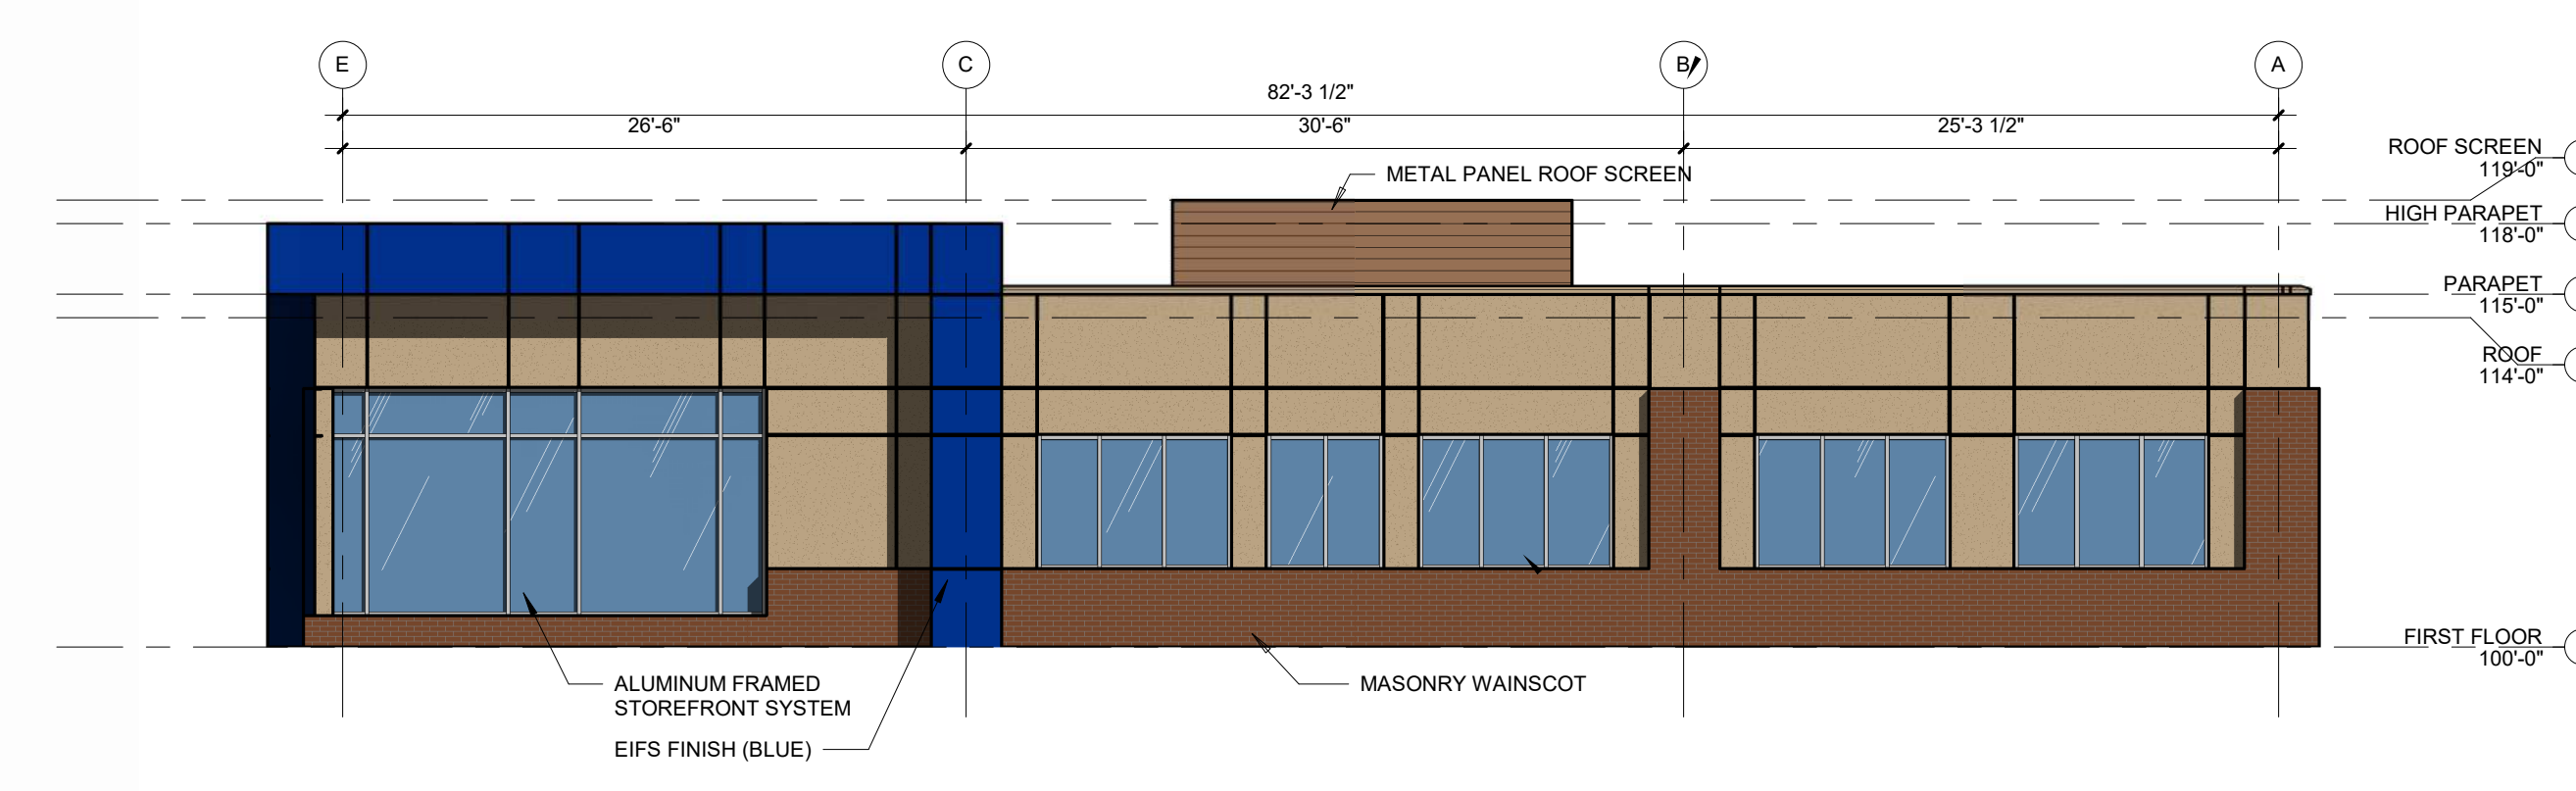 E
C
B
A
82'-3 1/2"
26'-6"
30'-6"
25'-3 1/2"
ROOF SCREEN
119'-0"
METAL PANEL ROOF SCREEN
HIGH PARAPET
118'-0"
PARAPET
115'-0"
ROOF
114'-0"
FIRST FLOOR
100'-0"
ALUMINUM FRAMED
STOREFRONT SYSTEM
MASONRY WAINSCOT
EIFS FINISH (BLUE)